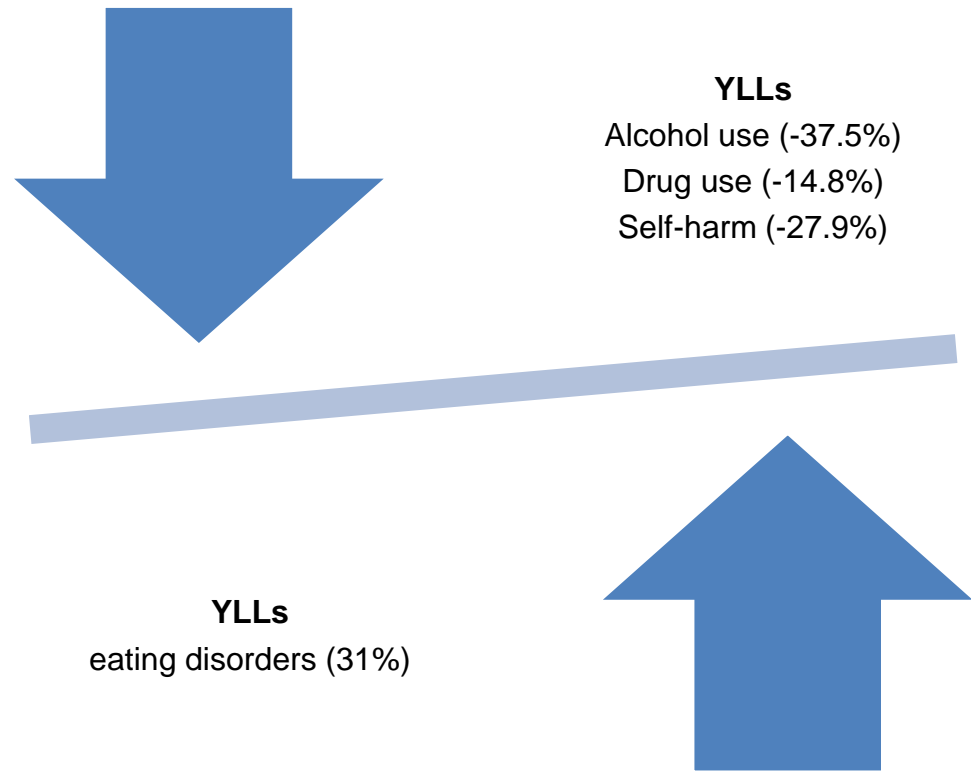 YLLs
Alcohol use (-37.5%)
Drug use (-14.8%)
Self-harm (-27.9%)
YLLs
eating disorders (31%)